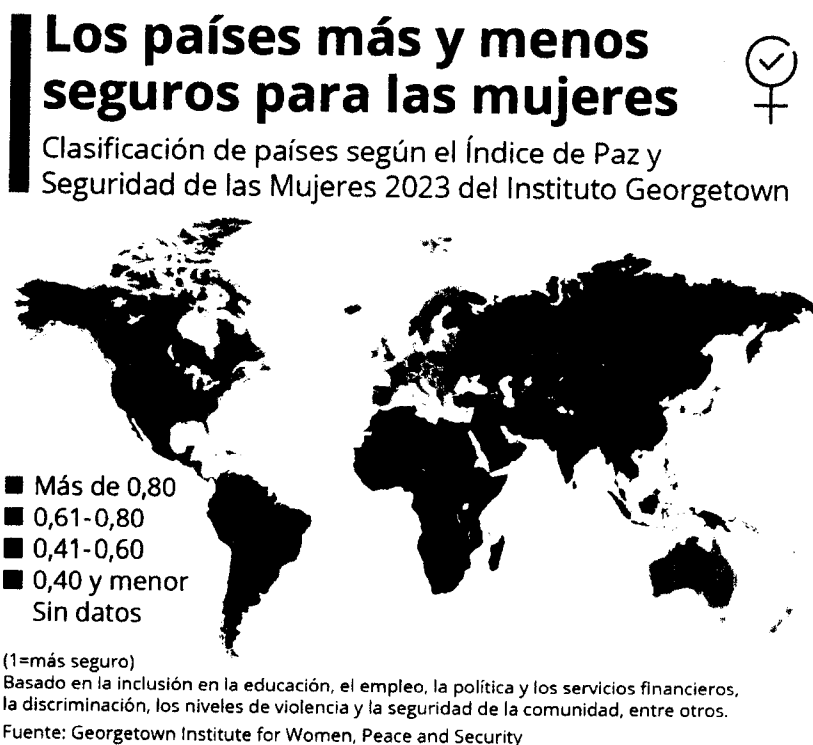 Los países más y menos
seguros para las mujeres
Clasificación de países según el Índice de Paz y
Seguridad de las Mujeres 2023 del Instituto Georgetown
Más de 0,80
0,61-0,80
0,41-0,60
0,40 y menor
Sin datos
(1=más seguro)
Basado en la inclusión en la educación, el empleo, la política y los servicios financieros,
la discriminación, los niveles de violencia y la seguridad de la comunidad, entre otros.
Fuente: Georgetown Institute for Women, Peace and Security